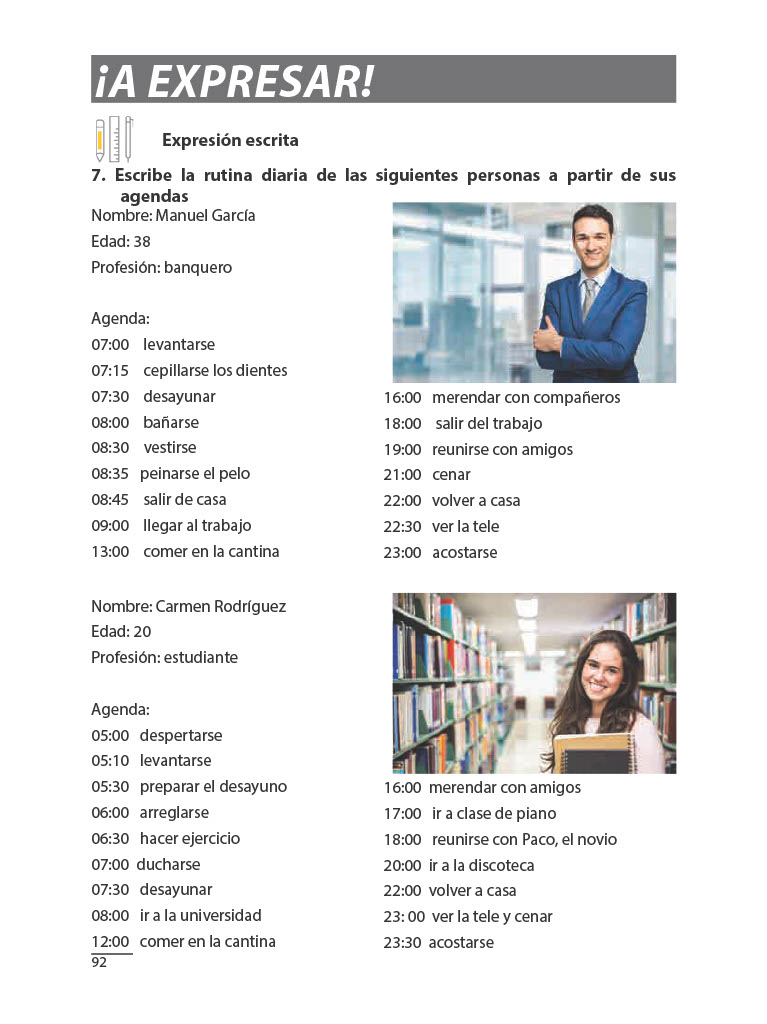 ¡A EXPRESAR!
Expresión escrita
7. Escribe la rutina diaria de las siguientes personas a partir de sus
agendas
Nombre: Manuel García
Edad: 38
Profesión: banquero
Agenda:
07:00 levantarse
07:15 cepillarse los dientes
07:30 desayunar
08:00 bañarse
08:30 vestirse
08:35 peinarse el pelo
08:45 salir de casa
09:00 llegar al trabajo
13:00 comer en la cantina
16:00 merendar con compañeros
18:00 salir del trabajo
19:00 reunirse con amigos
21:00 cenar
22:00 volver a casa
22:30 ver la tele
23:00 acostarse
Nombre: Carmen Rodríguez
Edad: 20
Profesión: estudiante
Agenda:
05:00 despertarse
05:10 levantarse
05:30 preparar el desayuno
06:00 arreglarse
06:30 hacer ejercicio
07:00 ducharse
07:30 desayunar
08:00 ir a la universidad
12:00 comer en la cantina
16:00 merendar con amigos
17:00 ir a clase de piano
18:00 reunirse con Paco, el novio
20:00 ir a la discoteca
22:00 volver a casa
23: 00 ver la tele y cenar
23:30 acostarse
92